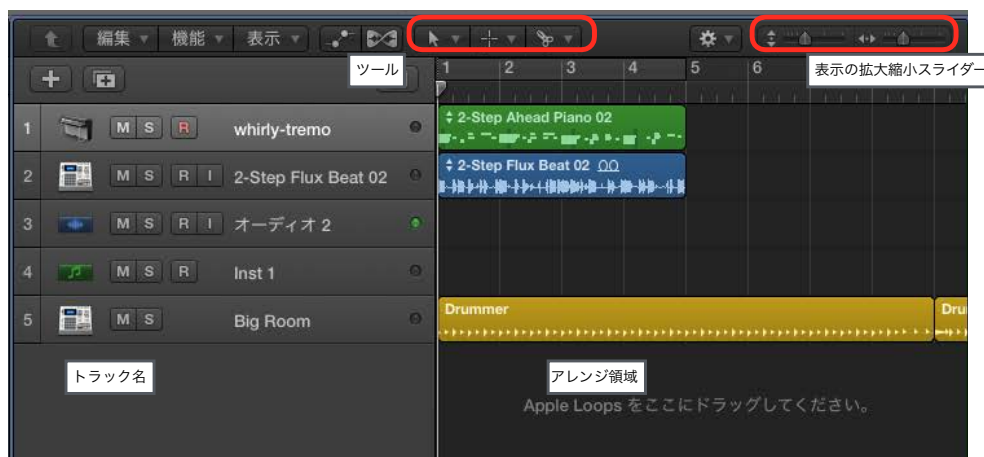 編集 機能 表示
ツール
表示の拡大縮小スライダー
1 2 3 4 5 6
1 M S R whirly-tremo
2-Step Ahead Piano 02
2 M S R I 2-Step Flux Beat 02
2-Step Flux Beat 02
3 M S R I オーディオ 2
4 M S R Inst 1
5 M S Big Room
Drummer
Dru
トラック名
アレンジ領域
Apple Loops をここにドラッグしてください。